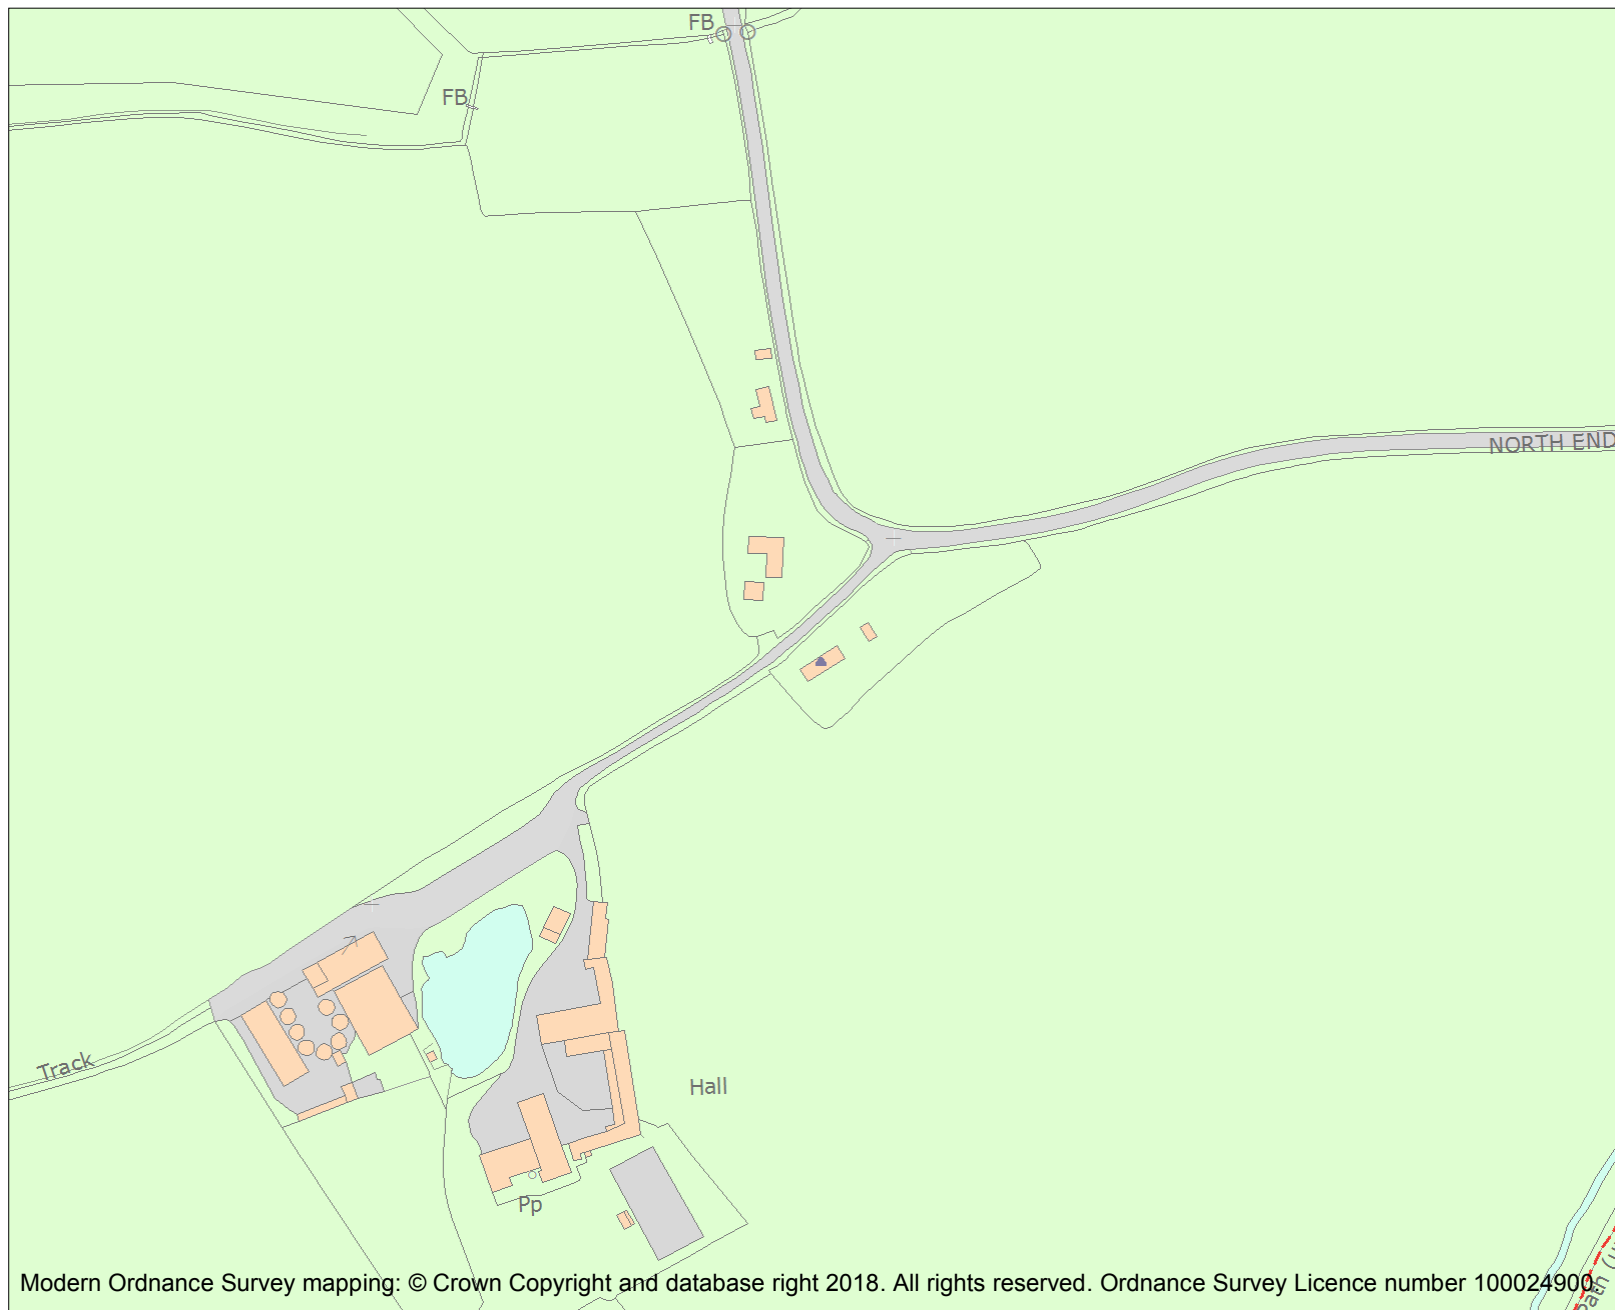 FB
FB
NORTH END
Track
Hall
Pp
Modern Ordnance Survey mapping: © Crown Copyright and database right 2018. All rights reserved. Ordnance Survey Licence number 100024900.